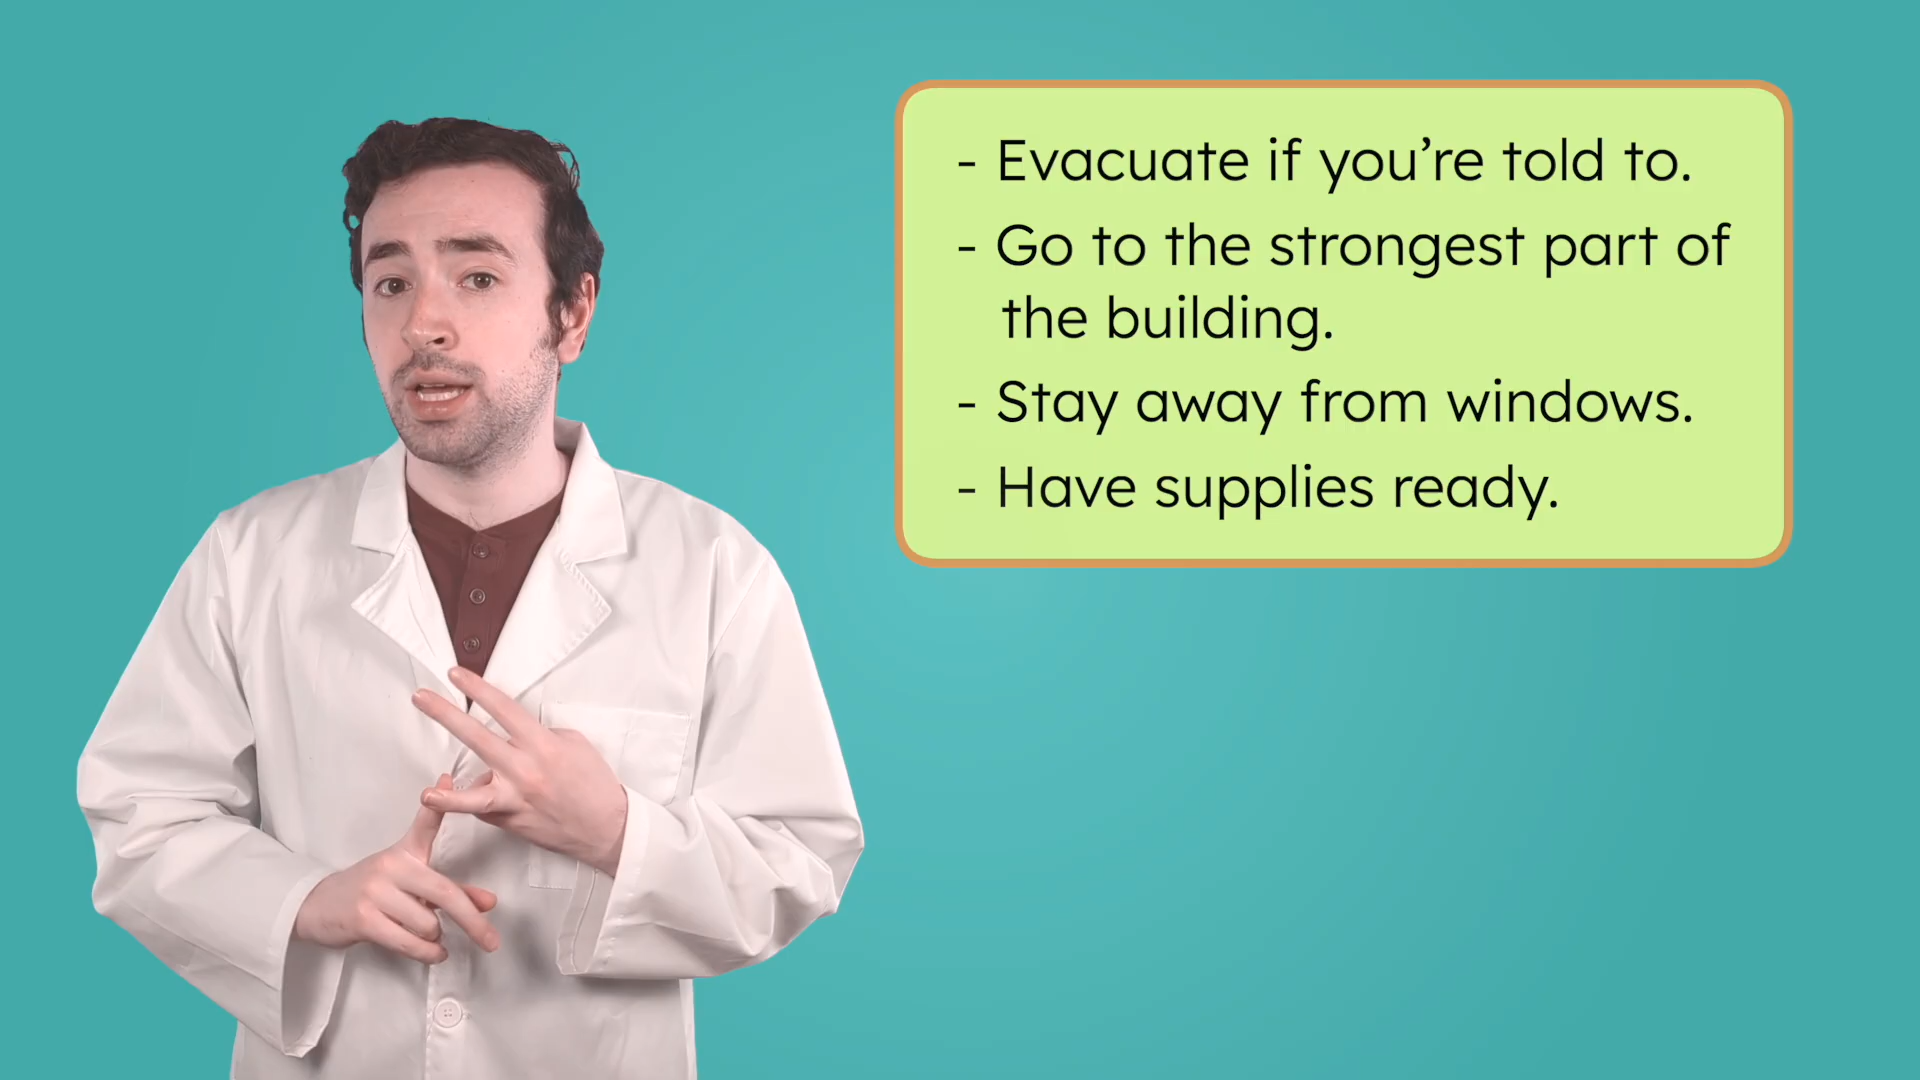 - Evacuate if you’re told to.
- Go to the strongest part of
the building.
- Stay away from windows.
- Have supplies ready.